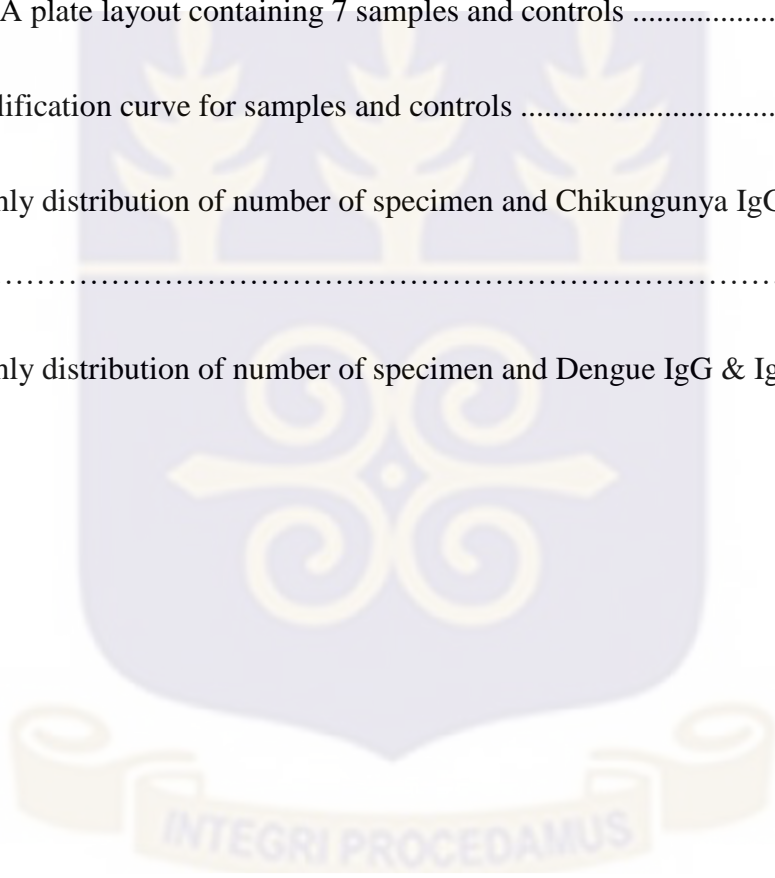 A plate layout containing 7 samples and controls ..................
lification curve for samples and controls ................................
nly distribution of number of specimen and Chikungunya IgG
……………………………………………………………………
nly distribution of number of specimen and Dengue IgG & Ig
INTEGRI PROCEDAMUS